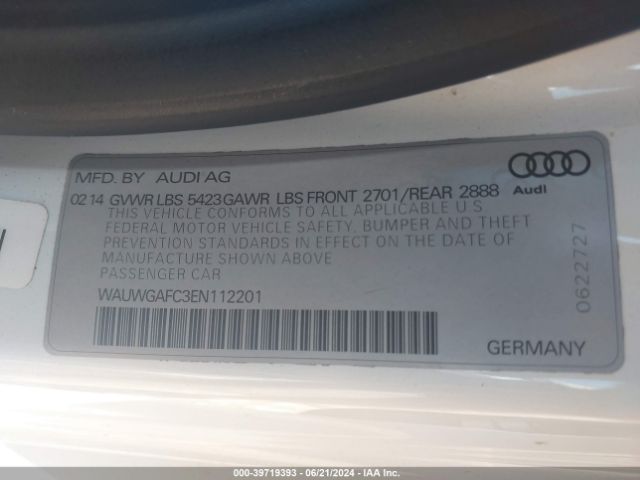 MFD. BY AUDI AG
Audi
02 14 GVWR LBS 5423 GAWR LBS FRONT 2701/REAR 2888
THIS VEHICLE CONFORMS TO ALL APPLICABLE U S
FEDERAL MOTOR VEHICLE SAFETY, BUMPER AND THEFT
PREVENTION STANDARDS IN EFFECT ON THE DATE OF
MANUFACTURE SHOWN ABOVE
PASSENGER CAR
WAUWGAFC3EN112201
0622727
GERMANY
000-39719393 - 06/21/2024 - IAAI.COM